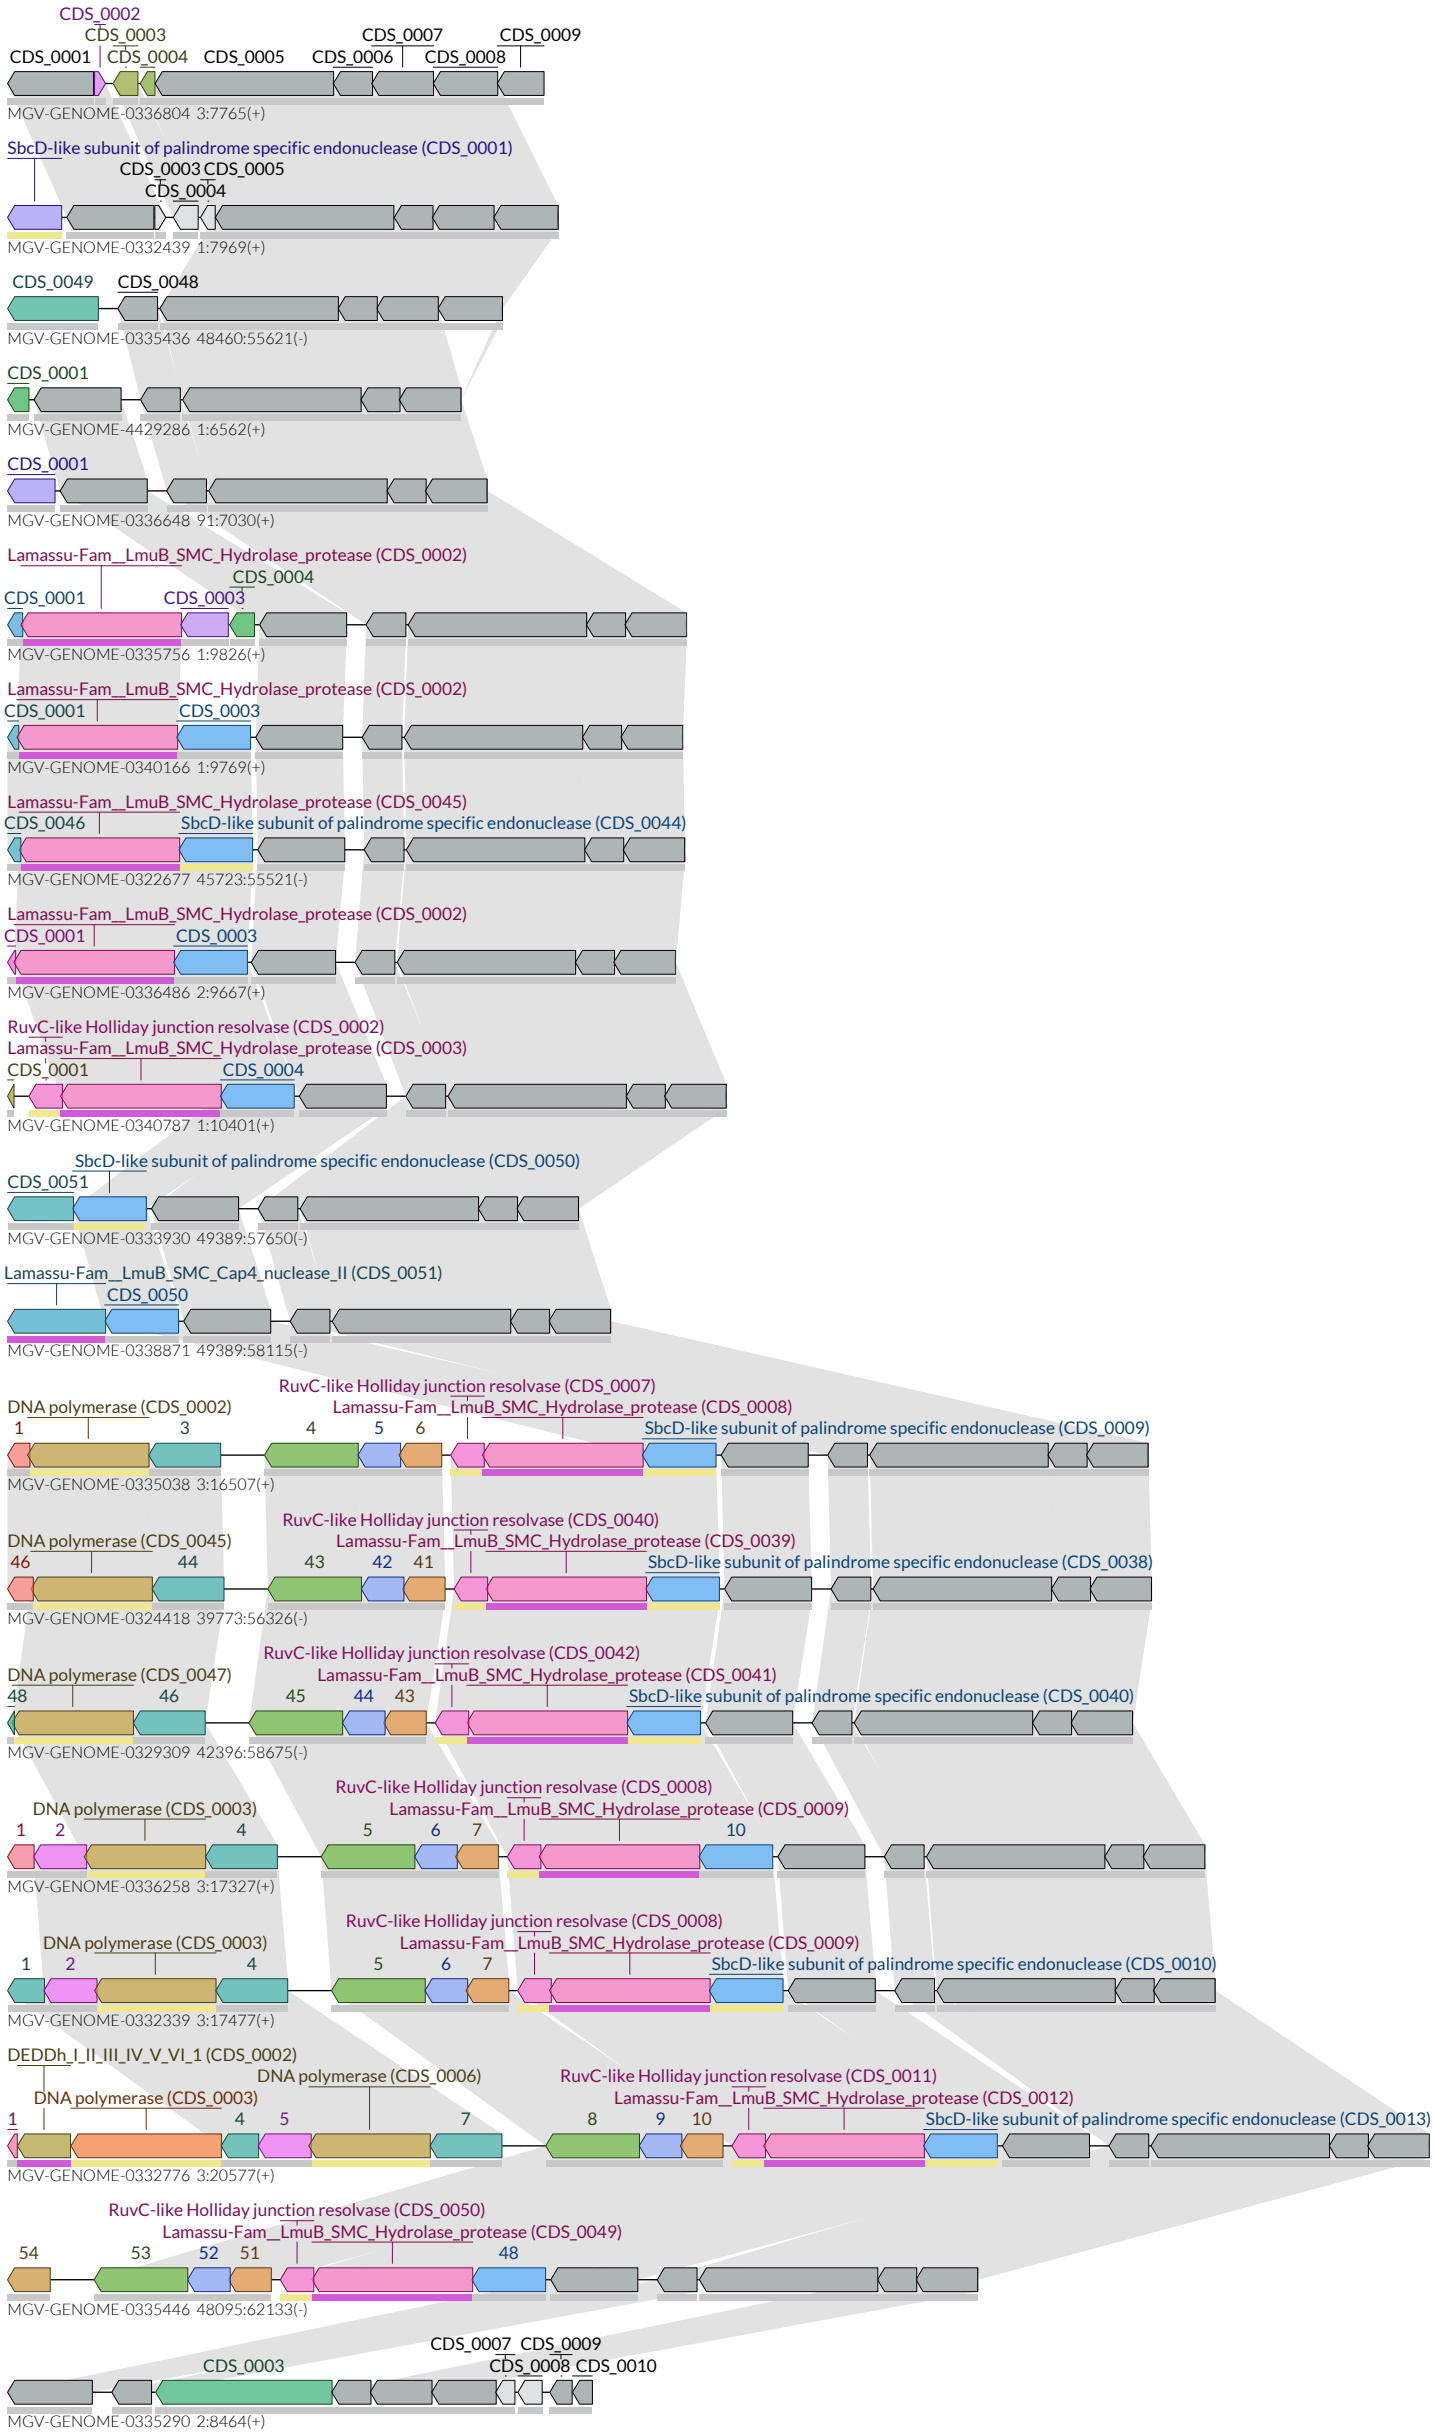 CDS_0002
CDS_0003 CDS_0007 CDS_0009
CDS_0001 CDS_0004 CDS_0005 CDS_0006 CDS_0008
MGV-GENOME-0336804 3:7765(+)
SbcD-like subunit of palindrome specific endonuclease (CDS_0001)
CDS_0003 CDS_0005
CDS_0004
MGV-GENOME-0332439 1:7969(+)
CDS_0049 CDS_0048
MGV-GENOME-0335436 48460:55621(-)
CDS_0001
MGV-GENOME-4429286 1:6562(+)
CDS_0001
MGV-GENOME-0336648 91:7030(+)
Lamassu-Fam__LmuB_SMC_Hydrolase_protease (CDS_0002)
CDS_0004
CDS_0001 CDS_0003
MGV-GENOME-0335756 1:9826(+)
Lamassu-Fam__LmuB_SMC_Hydrolase_protease (CDS_0002)
CDS_0001 CDS_0003
MGV-GENOME-0340166 1:9769(+)
Lamassu-Fam__LmuB_SMC_Hydrolase_protease (CDS_0045)
CDS_0046 SbcD-like subunit of palindrome specific endonuclease (CDS_0044)
MGV-GENOME-0322677 45723:55521(-)
Lamassu-Fam__LmuB_SMC_Hydrolase_protease (CDS_0002)
CDS_0001 CDS_0003
MGV-GENOME-0336486 2:9667(+)
RuvC-like Holliday junction resolvase (CDS_0002)
Lamassu-Fam__LmuB_SMC_Hydrolase_protease (CDS_0003)
CDS_0001 CDS_0004
MGV-GENOME-0340787 1:10401(+)
SbcD-like subunit of palindrome specific endonuclease (CDS_0050)
CDS_0051
MGV-GENOME-0333930 49389:57650(-)
Lamassu-Fam__LmuB_SMC_Cap4_nuclease_II (CDS_0051)
CDS_0050
MGV-GENOME-0338871 49389:58115(-)
RuvC-like Holliday junction resolvase (CDS_0007)
DNA polymerase (CDS_0002) Lamassu-Fam__LmuB_SMC_Hydrolase_protease (CDS_0008)
1 3 4 5 6 SbcD-like subunit of palindrome specific endonuclease (CDS_0009)
MGV-GENOME-0335038 3:16507(+)
RuvC-like Holliday junction resolvase (CDS_0040)
DNA polymerase (CDS_0045) Lamassu-Fam__LmuB_SMC_Hydrolase_protease (CDS_0039)
46 44 43 42 41 SbcD-like subunit of palindrome specific endonuclease (CDS_0038)
MGV-GENOME-0324418 39773:56326(-)
RuvC-like Holliday junction resolvase (CDS_0042)
DNA polymerase (CDS_0047) Lamassu-Fam__LmuB_SMC_Hydrolase_protease (CDS_0041)
48 46 45 44 43 SbcD-like subunit of palindrome specific endonuclease (CDS_0040)
MGV-GENOME-0329309 42396:58675(-)
RuvC-like Holliday junction resolvase (CDS_0008)
DNA polymerase (CDS_0003) Lamassu-Fam__LmuB_SMC_Hydrolase_protease (CDS_0009)
1 2 4 5 6 7 10
MGV-GENOME-0336258 3:17327(+)
RuvC-like Holliday junction resolvase (CDS_0008)
DNA polymerase (CDS_0003) Lamassu-Fam__LmuB_SMC_Hydrolase_protease (CDS_0009)
1 2 4 5 6 7 SbcD-like subunit of palindrome specific endonuclease (CDS_0010)
MGV-GENOME-0332339 3:17477(+)
DEDDh_I_II_III_IV_V_VI_1 (CDS_0002)
DNA polymerase (CDS_0006) RuvC-like Holliday junction resolvase (CDS_0011)
DNA polymerase (CDS_0003) Lamassu-Fam__LmuB_SMC_Hydrolase_protease (CDS_0012)
1 4 5 7 8 9 10 SbcD-like subunit of palindrome specific endonuclease (CDS_0013)
MGV-GENOME-0332776 3:20577(+)
RuvC-like Holliday junction resolvase (CDS_0050)
Lamassu-Fam__LmuB_SMC_Hydrolase_protease (CDS_0049)
54 53 52 51 48
MGV-GENOME-0335446 48095:62133(-)
CDS_0007 CDS_0009
CDS_0003 CDS_0008 CDS_0010
MGV-GENOME-0335290 2:8464(+)